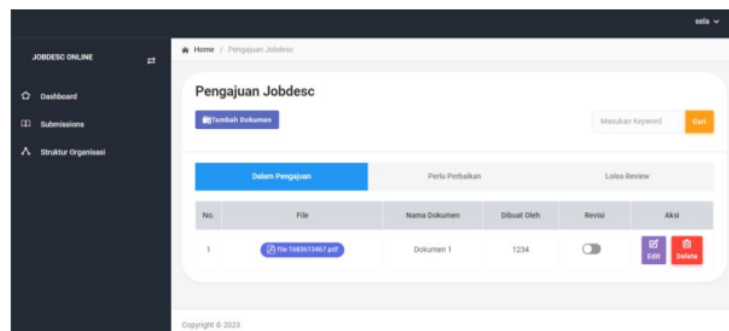 sela
JOBDESC ONLINE
Home / Pengajuan Jobdesc
Dashboard
Submissions
Struktur Organisasi
Pengajuan Jobdesc
Tambah Dokumen
Masukan Keyword
Cari
Dalam Pengajuan Perlu Perbaikan Lolos Review
No. File Nama Dokumen Dibuat Oleh Revisi Aksi
1 file-1683613467.pdf Dokumen 1 1234 Edit Delete
Copyright © 2023